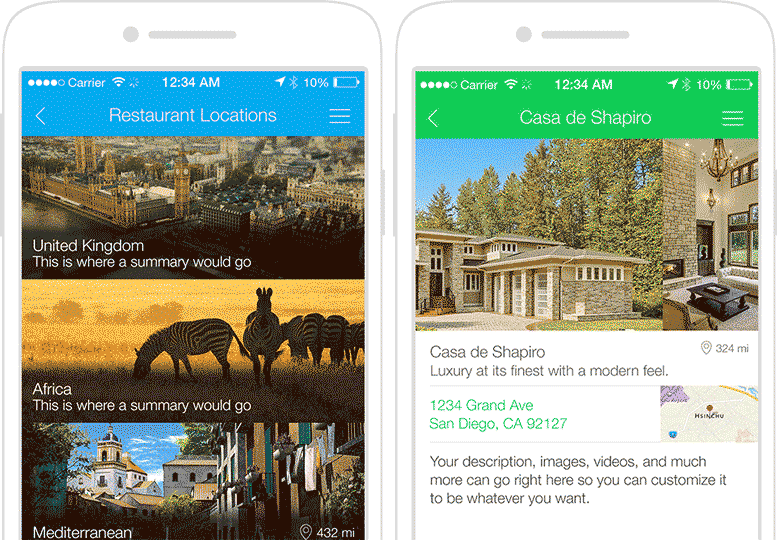 Carrier 12:34 AM 10%
Restaurant Locations
United Kingdom
This is where a summary would go
Africa
This is where a summary would go
Mediterranean
432 mi
Carrier 12:34 AM 10%
Casa de Shapiro
Casa de Shapiro
324 mi
Luxury at its finest with a modern feel.
1234 Grand Ave
San Diego, CA 92127
HSINCHU
Your description, images, videos, and much
more can go right here so you can customize it
to be whatever you want.